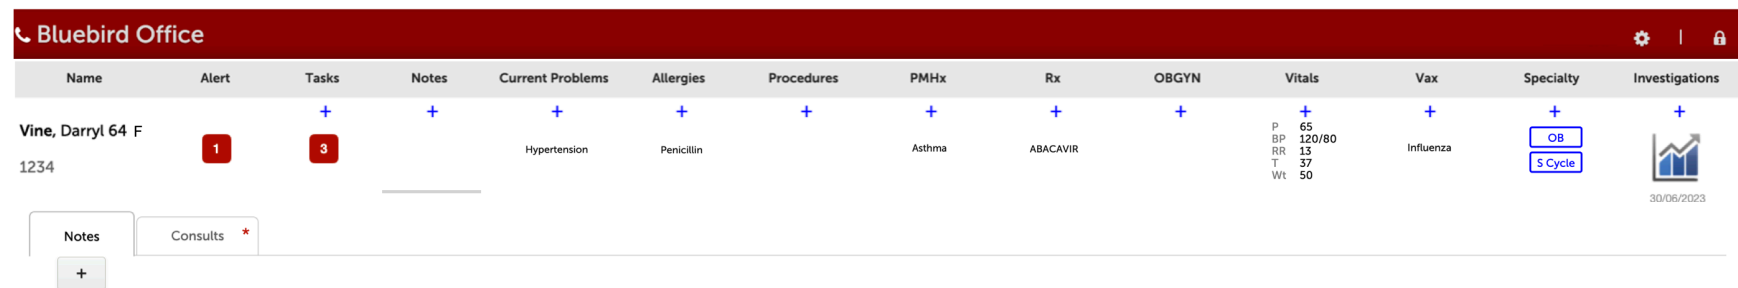 Bluebird Office
|
Name Alert Tasks Notes Current Problems Allergies Procedures PMHx Rx OBGYN Vitals Vax Specialty Investigations
+ + + + + + + + + + + +
Vine, Darryl 64 F
1234
1
3
Hypertension
Penicillin
Asthma
ABACAVIR
P 65
BP 120/80
RR 13
T 37
Wt 50
Influenza
OB
S Cycle
30/06/2023
Notes Consults *
+